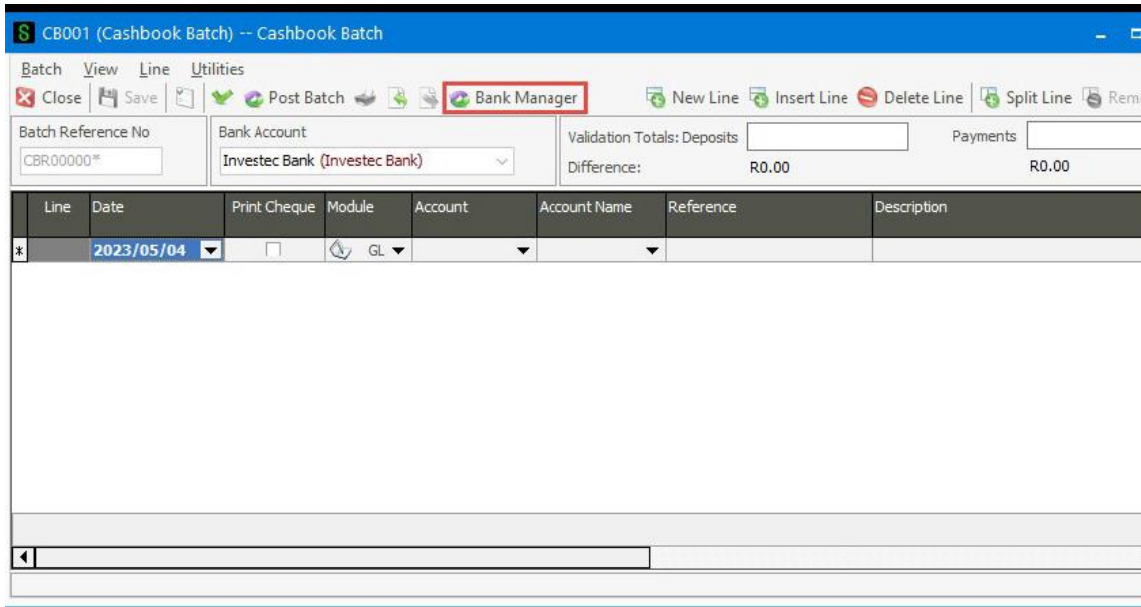 S CB001 (Cashbook Batch) -- Cashbook Batch
Batch View Line Utilities
Close Save Post Batch Bank Manager New Line Insert Line Delete Line Split Line Rem
Batch Reference No Bank Account Validation Totals: Deposits Payments
CBR00000* Investec Bank (Investec Bank) Difference: R0.00 R0.00
Line Date Print Cheque Module Account Account Name Reference Description
* 2023/05/04 GL